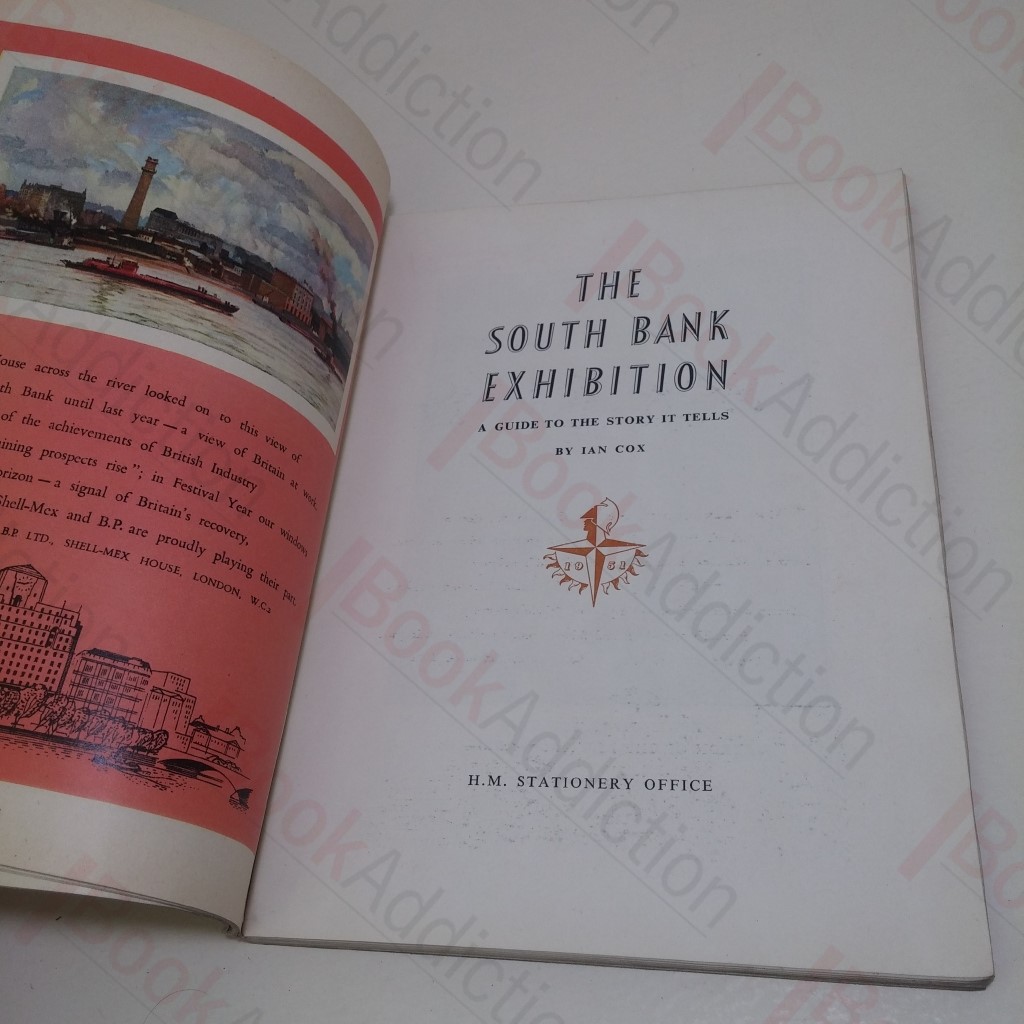 ouse across the river looked on to this view of
th Bank until last year — a view of Britain at work.
of the achievements of British Industry
ining prospects rise"; in Festival Year our windows
orizon — a signal of Britain's recovery,
Shell-Mex and B.P. are proudly playing their part.
B.P. LTD., SHELL-MEX HOUSE, LONDON, W.C.2
THE
SOUTH BANK
EXHIBITION
A GUIDE TO THE STORY IT TELLS
BY IAN COX
1951
H.M. STATIONERY OFFICE
BookAddiction